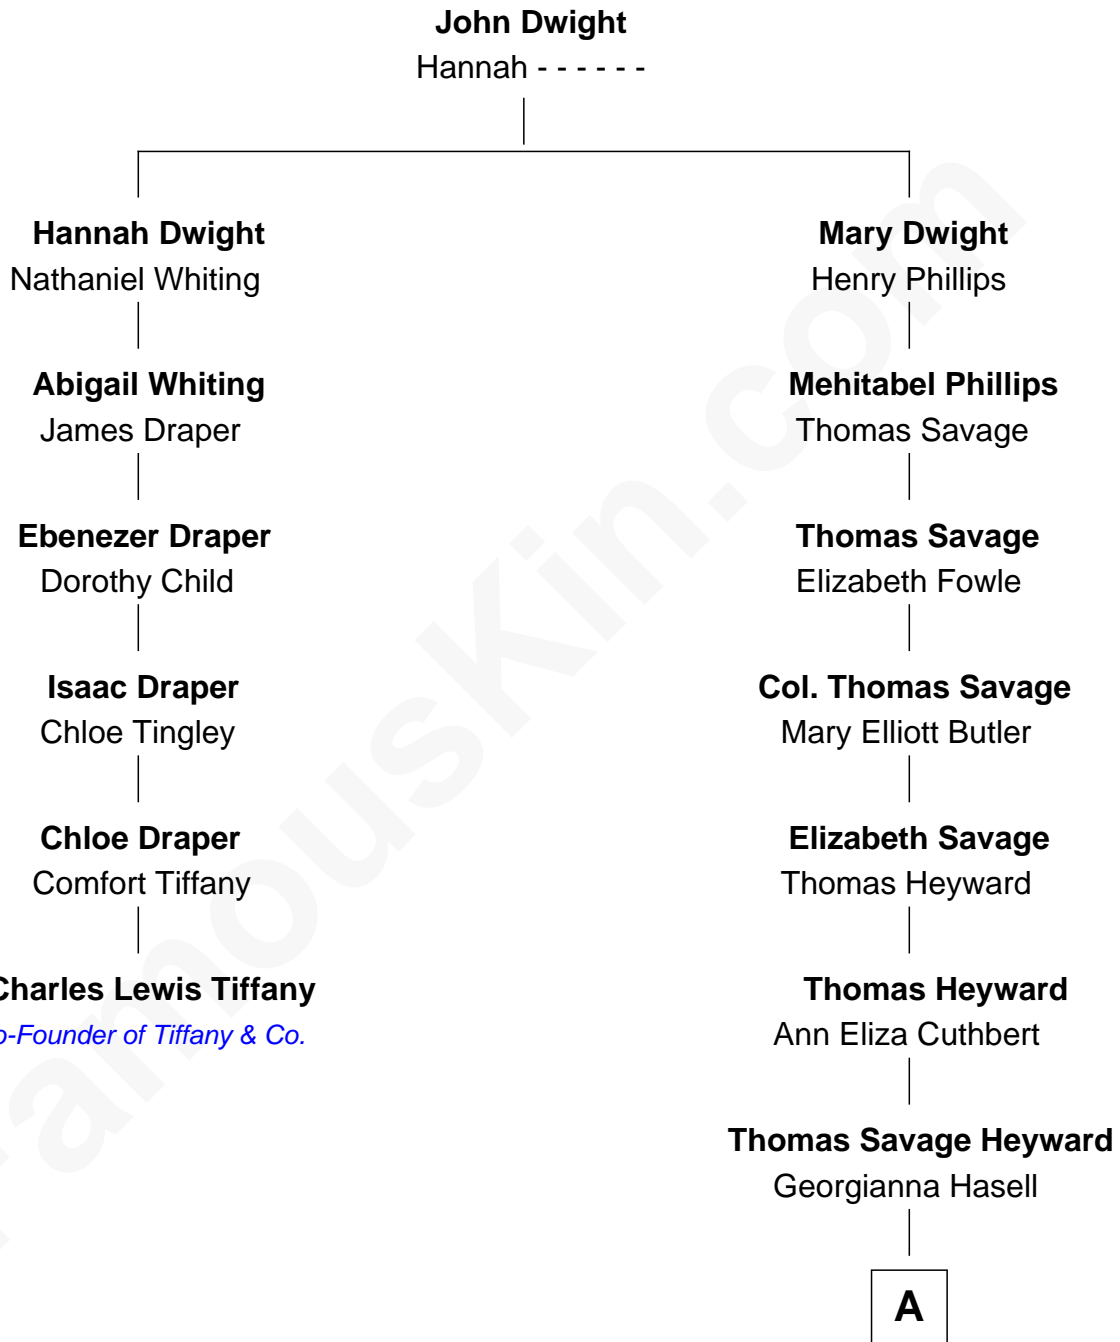 John Dwight
Hannah - - - - - -
Hannah Dwight
Nathaniel Whiting
Mary Dwight
Henry Phillips
Abigail Whiting
James Draper
Mehitabel Phillips
Thomas Savage
Ebenezer Draper
Dorothy Child
Thomas Savage
Elizabeth Fowle
Isaac Draper
Chloe Tingley
Col. Thomas Savage
Mary Elliott Butler
Chloe Draper
Comfort Tiffany
Elizabeth Savage
Thomas Heyward
Charles Lewis Tiffany
o-Founder of Tiffany & Co.
Thomas Heyward
Ann Eliza Cuthbert
Thomas Savage Heyward
Georgianna Hasell
A
FamousKin.com